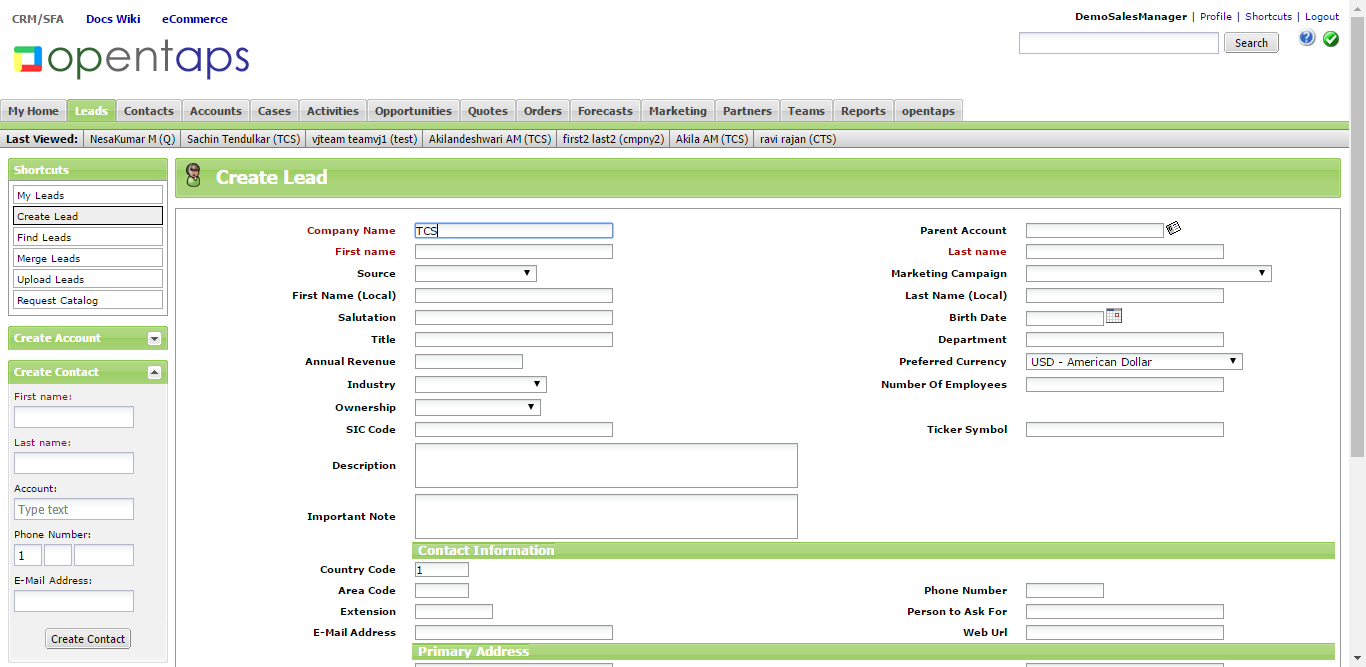 CRM/SFA Docs Wiki eCommerce
DemoSalesManager | Profile | Shortcuts | Logout
opentaps
Search
My Home Leads Contacts Accounts Cases Activities Opportunities Quotes Orders Forecasts Marketing Partners Teams Reports opentaps
Last Viewed: NesaKumar M (Q) Sachin Tendulkar (TCS) vjteam teamvj1 (test) Akilandeshwari AM (TCS) first2 last2 (cmpny2) Akila AM (TCS) ravi rajan (CTS)
Shortcuts
My Leads
Create Lead
Find Leads
Merge Leads
Upload Leads
Request Catalog
Create Account
Create Contact
First name:
Last name:
Account:
Type text
Phone Number:
1
E-Mail Address:
Create Contact
Create Lead
Company Name TCS Parent Account
First name Last name
Source Marketing Campaign
First Name (Local) Last Name (Local)
Salutation Birth Date
Title Department
Annual Revenue Preferred Currency USD - American Dollar
Industry Number Of Employees
Ownership
SIC Code Ticker Symbol
Description
Important Note
Contact Information
Country Code 1
Area Code Phone Number
Extension Person to Ask For
E-Mail Address Web Url
Primary Address